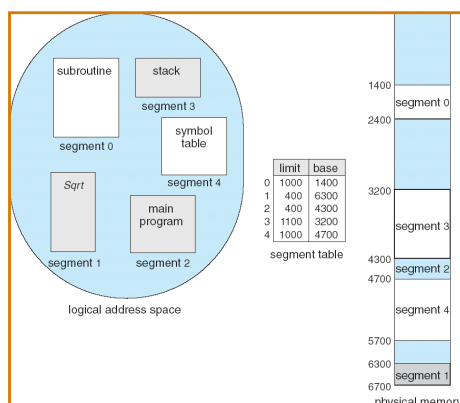 subroutine
segment 0
stack
segment 3
symbol
table
segment 4
Sqrt
segment 1
main
program
segment 2
logical address space
limit base
0 1000 1400
1 400 6300
2 400 4300
3 1100 3200
4 1000 4700
segment table
1400
segment 0
2400
3200
segment 3
4300
segment 2
4700
segment 4
5700
6300
segment 1
6700
physical memory